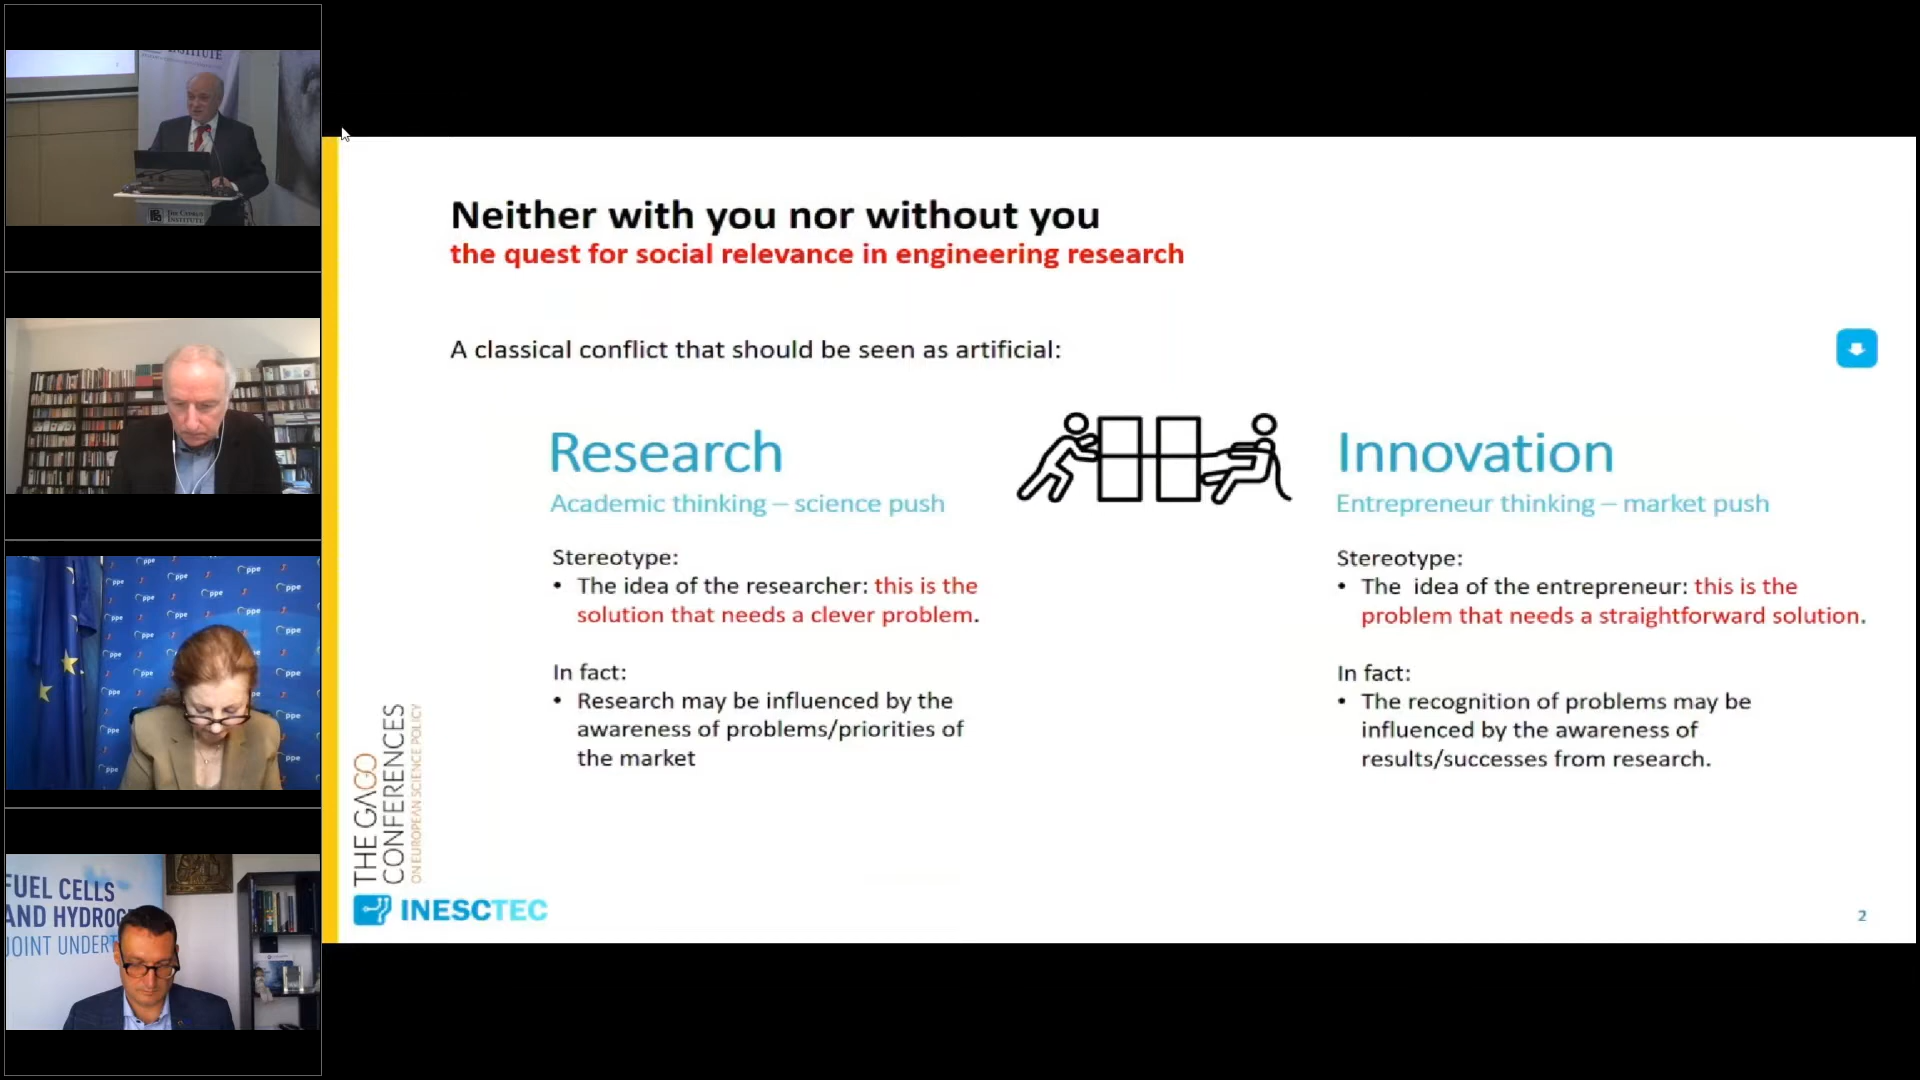 THE CYPRUS
INSTITUTE
ppe
FUEL CELLS
JOINT
Neither with you nor without you
the quest for social relevance in engineering research
A classical conflict that should be seen as artificial:
Research
Academic thinking – science push
Stereotype:
• The idea of the researcher: this is the
solution that needs a clever problem.
In fact:
• Research may be influenced by the
awareness of problems/priorities of
the market
Innovation
Entrepreneur thinking – market push
Stereotype:
• The idea of the entrepreneur: this is the
problem that needs a straightforward solution.
In fact:
• The recognition of problems may be
influenced by the awareness of
results/successes from research.
THE GAGO
CONFERENCES
ON EUROPEAN SCIENCE POLICY
INESCTEC
2